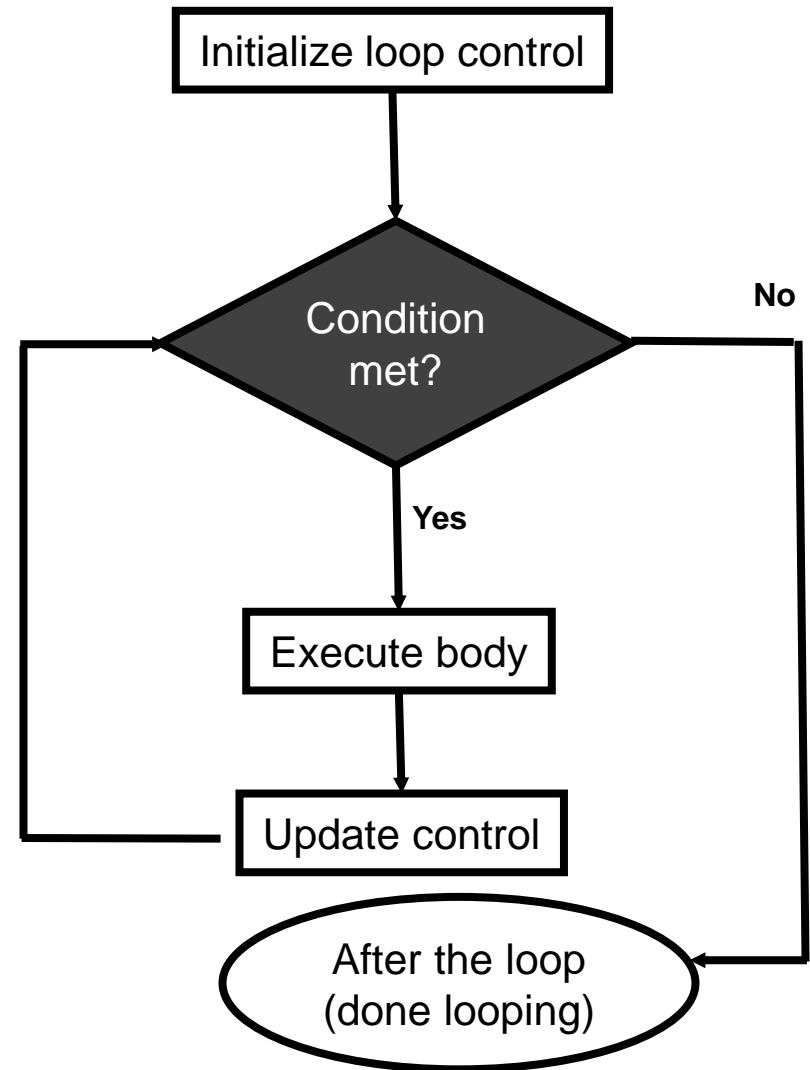 Initialize loop control
Condition
met?
No
Yes
Execute body
Update control
After the loop
(done looping)